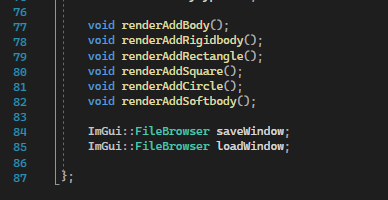 76
77 void renderAddBody();
78 void renderAddRigidbody();
79 void renderAddRectangle();
80 void renderAddSquare();
81 void renderAddCircle();
82 void renderAddSoftbody();
83
84 ImGui::FileBrowser saveWindow;
85 ImGui::FileBrowser loadWindow;
86
87 };